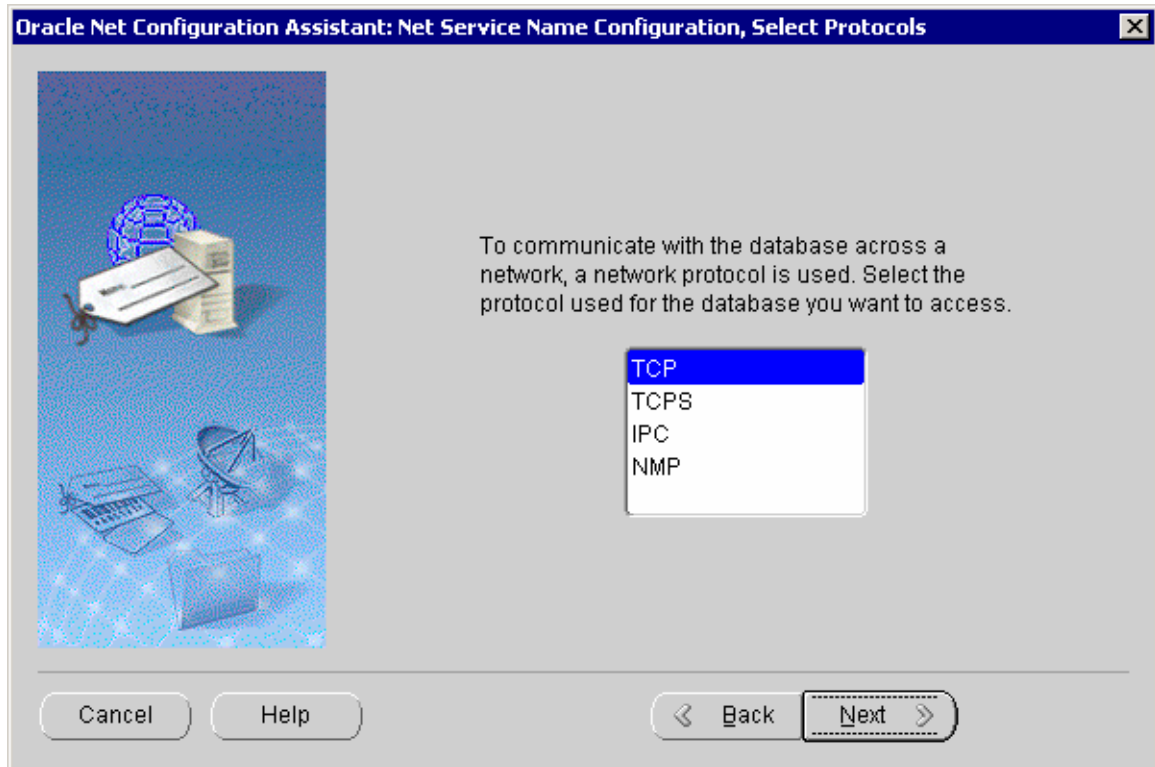 Oracle Net Configuration Assistant: Net Service Name Configuration, Select Protocols
To communicate with the database across a
network, a network protocol is used. Select the
protocol used for the database you want to access.
TCP
TCPS
IPC
NMP
Cancel
Help
Back
Next